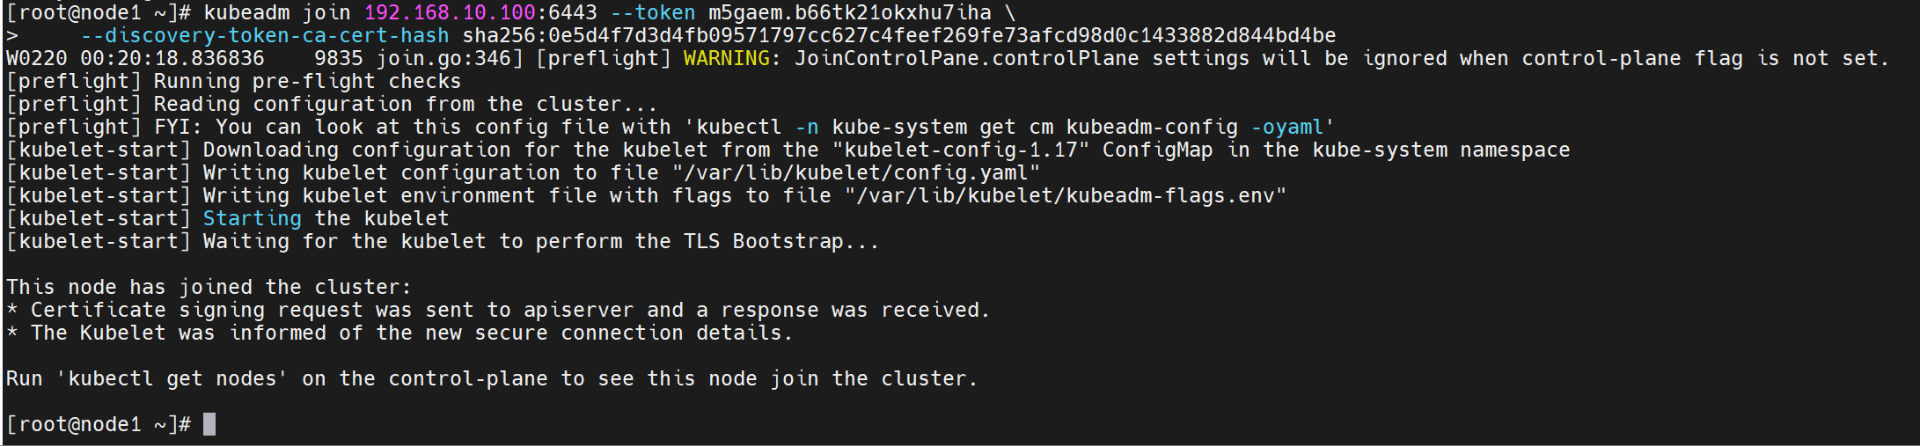 [root@node1 ~]# kubeadm join 192.168.10.100:6443 --token m5gaem.b66tk21okxhu7iha \
>     --discovery-token-ca-cert-hash sha256:0e5d4f7d3d4fb09571797cc627c4feef269fe73afcd98d0c1433882d844bd4be
W0220 00:20:18.836836    9835 join.go:346] [preflight] WARNING: JoinControlPane.controlPlane settings will be ignored when control-plane flag is not set.
[preflight] Running pre-flight checks
[preflight] Reading configuration from the cluster...
[preflight] FYI: You can look at this config file with 'kubectl -n kube-system get cm kubeadm-config -oyaml'
[kubelet-start] Downloading configuration for the kubelet from the "kubelet-config-1.17" ConfigMap in the kube-system namespace
[kubelet-start] Writing kubelet configuration to file "/var/lib/kubelet/config.yaml"
[kubelet-start] Writing kubelet environment file with flags to file "/var/lib/kubelet/kubeadm-flags.env"
[kubelet-start] Starting the kubelet
[kubelet-start] Waiting for the kubelet to perform the TLS Bootstrap...
This node has joined the cluster:
* Certificate signing request was sent to apiserver and a response was received.
* The Kubelet was informed of the new secure connection details.
Run 'kubectl get nodes' on the control-plane to see this node join the cluster.
[root@node1 ~]#